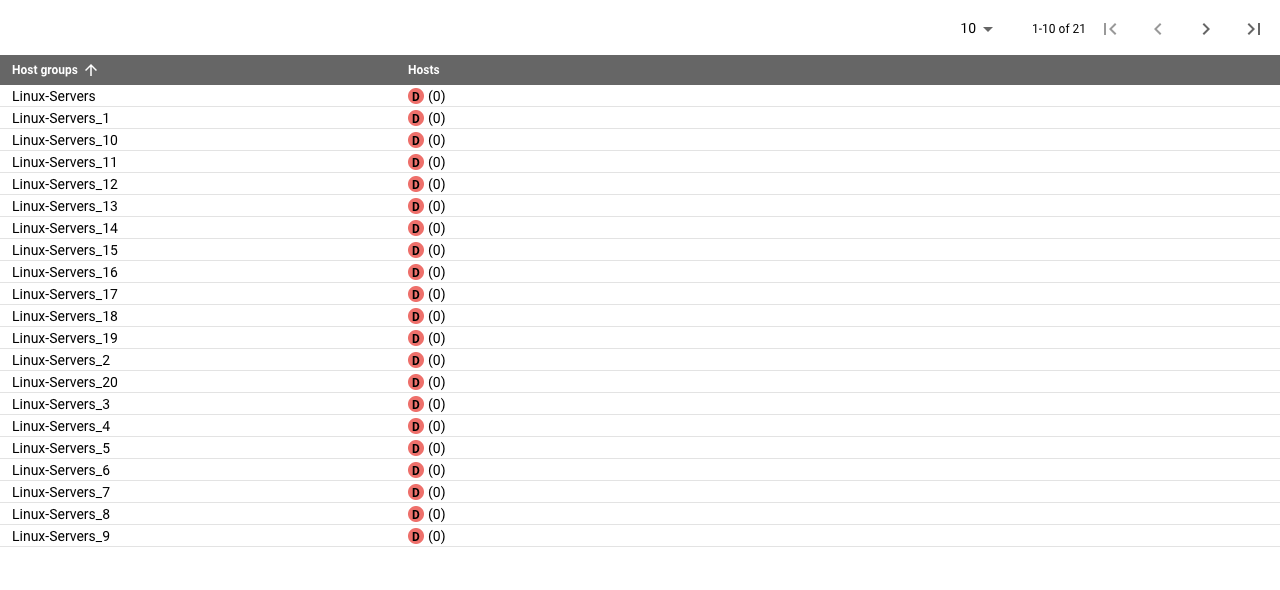 10 1-10 of 21
Host groups Hosts
Linux-Servers D (0)
Linux-Servers_1 D (0)
Linux-Servers_10 D (0)
Linux-Servers_11 D (0)
Linux-Servers_12 D (0)
Linux-Servers_13 D (0)
Linux-Servers_14 D (0)
Linux-Servers_15 D (0)
Linux-Servers_16 D (0)
Linux-Servers_17 D (0)
Linux-Servers_18 D (0)
Linux-Servers_19 D (0)
Linux-Servers_2 D (0)
Linux-Servers_20 D (0)
Linux-Servers_3 D (0)
Linux-Servers_4 D (0)
Linux-Servers_5 D (0)
Linux-Servers_6 D (0)
Linux-Servers_7 D (0)
Linux-Servers_8 D (0)
Linux-Servers_9 D (0)